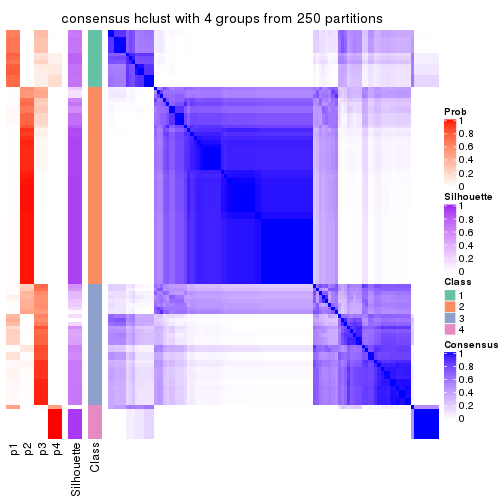 consensus hclust with 4 groups from 250 partitions
Prob
1
0.8
0.6
0.4
0.2
0
Silhouette
1
0.8
0.6
0.4
0.2
0
Class
1
2
3
4
Consensus
1
0.8
0.6
0.4
0.2
0
p1
p2
p3
p4
Silhouette
Class